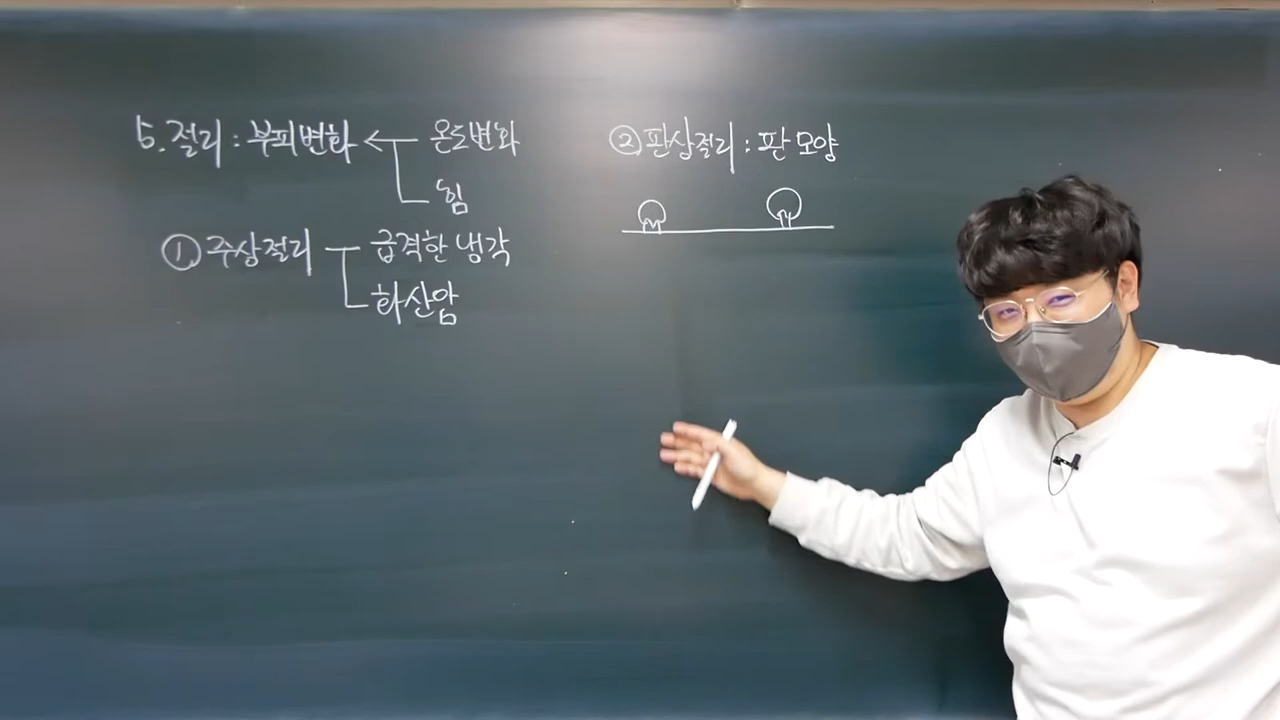 5. 절리 : 부피변화 ← 온도변화
힘
① 주상절리 급격한 냉각
화산암
② 판상절리 : 판 모양